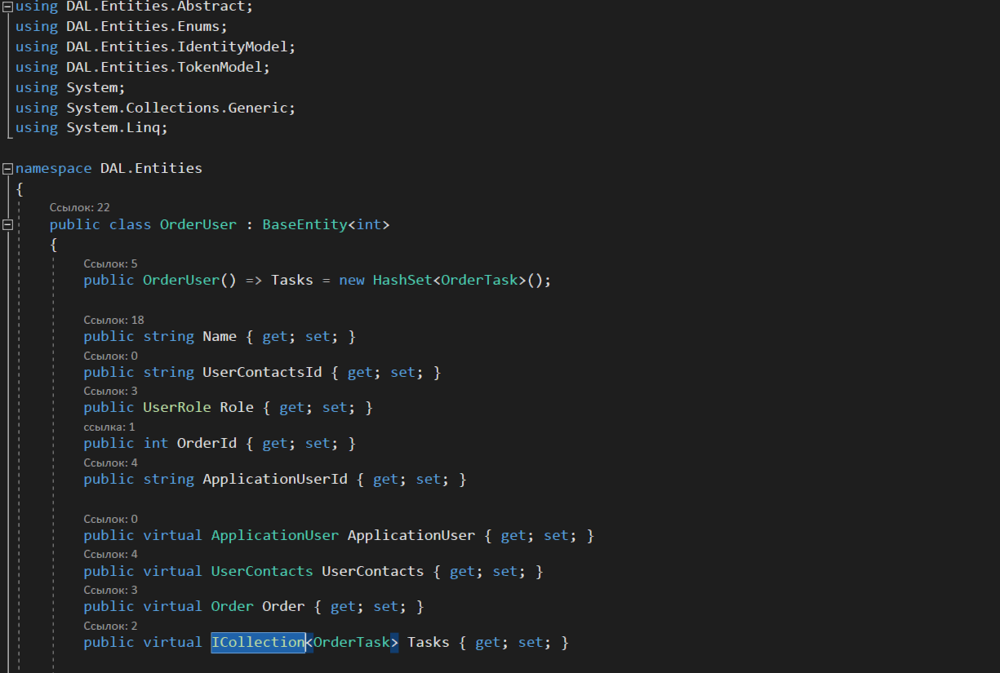 using DAL.Entities.Abstract;
using DAL.Entities.Enums;
using DAL.Entities.IdentityModel;
using DAL.Entities.TokenModel;
using System;
using System.Collections.Generic;
using System.Linq;
namespace DAL.Entities
{
Ссылок: 22
public class OrderUser : BaseEntity<int>
{
Ссылок: 5
public OrderUser() => Tasks = new HashSet<OrderTask>();
Ссылок: 18
public string Name { get; set; }
Ссылок: 0
public string UserContactsId { get; set; }
Ссылок: 3
public UserRole Role { get; set; }
ссылка: 1
public int OrderId { get; set; }
Ссылок: 4
public string ApplicationUserId { get; set; }
Ссылок: 0
public virtual ApplicationUser ApplicationUser { get; set; }
Ссылок: 4
public virtual UserContacts UserContacts { get; set; }
Ссылок: 3
public virtual Order Order { get; set; }
Ссылок: 2
public virtual ICollection<OrderTask> Tasks { get; set; }